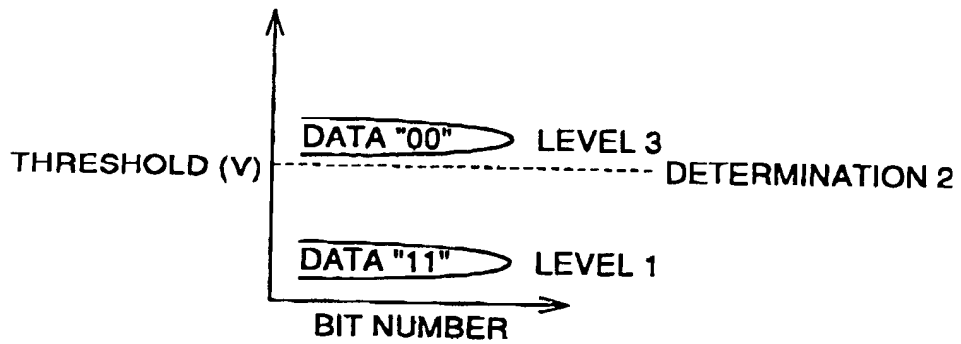 DATA "00" LEVEL 3
THRESHOLD (V) DETERMINATION 2
DATA "11" LEVEL 1
BIT NUMBER